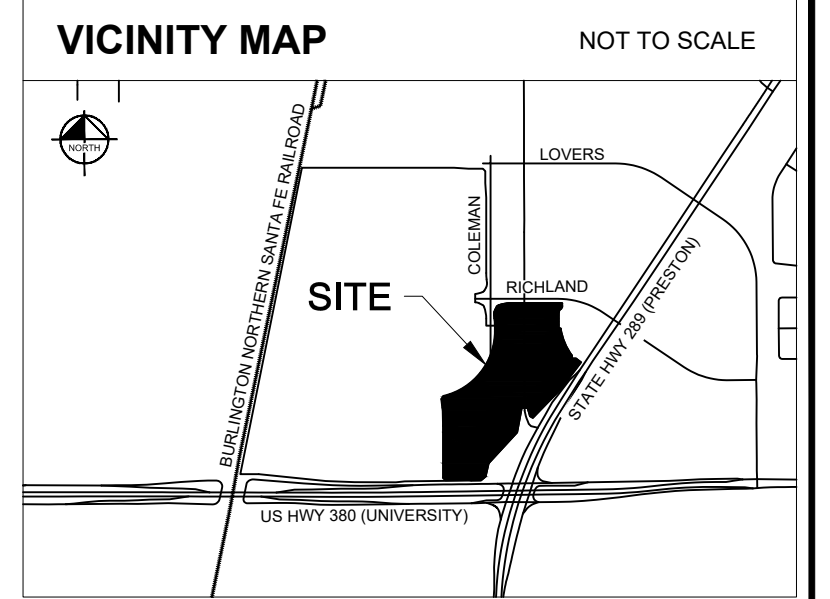 VICINITY MAP
NOT TO SCALE
NORTH
BURLINGTON NORTHERN SANTA FE RAILROAD
LOVERS
COLEMAN
SITE
RICHLAND
STATE HWY 289 (PRESTON)
US HWY 380 (UNIVERSITY)